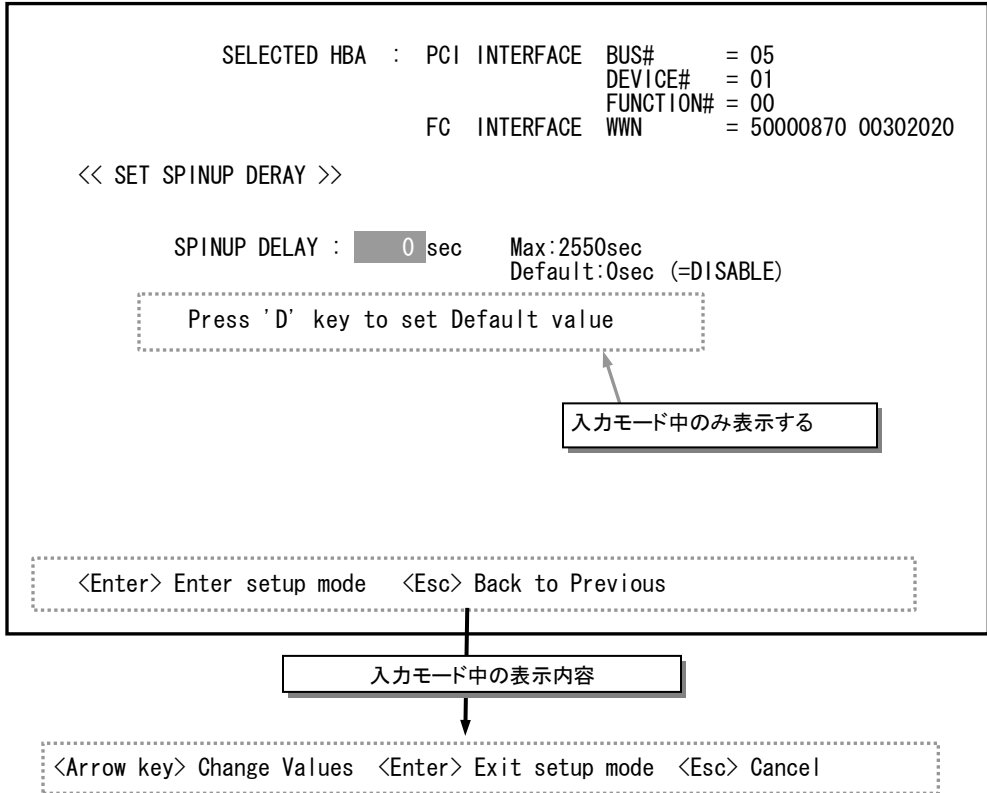 SELECTED HBA : PCI INTERFACE BUS# = 05
DEVICE# = 01
FUNCTION# = 00
FC INTERFACE WWN = 50000870 00302020
<< SET SPINUP DERAY >>
SPINUP DELAY : 0 sec Max:2550sec
Default:0sec (=DISABLE)
Press 'D' key to set Default value
入力モード中のみ表示する
<Enter> Enter setup mode <Esc> Back to Previous
入力モード中の表示内容
<Arrow key> Change Values <Enter> Exit setup mode <Esc> Cancel